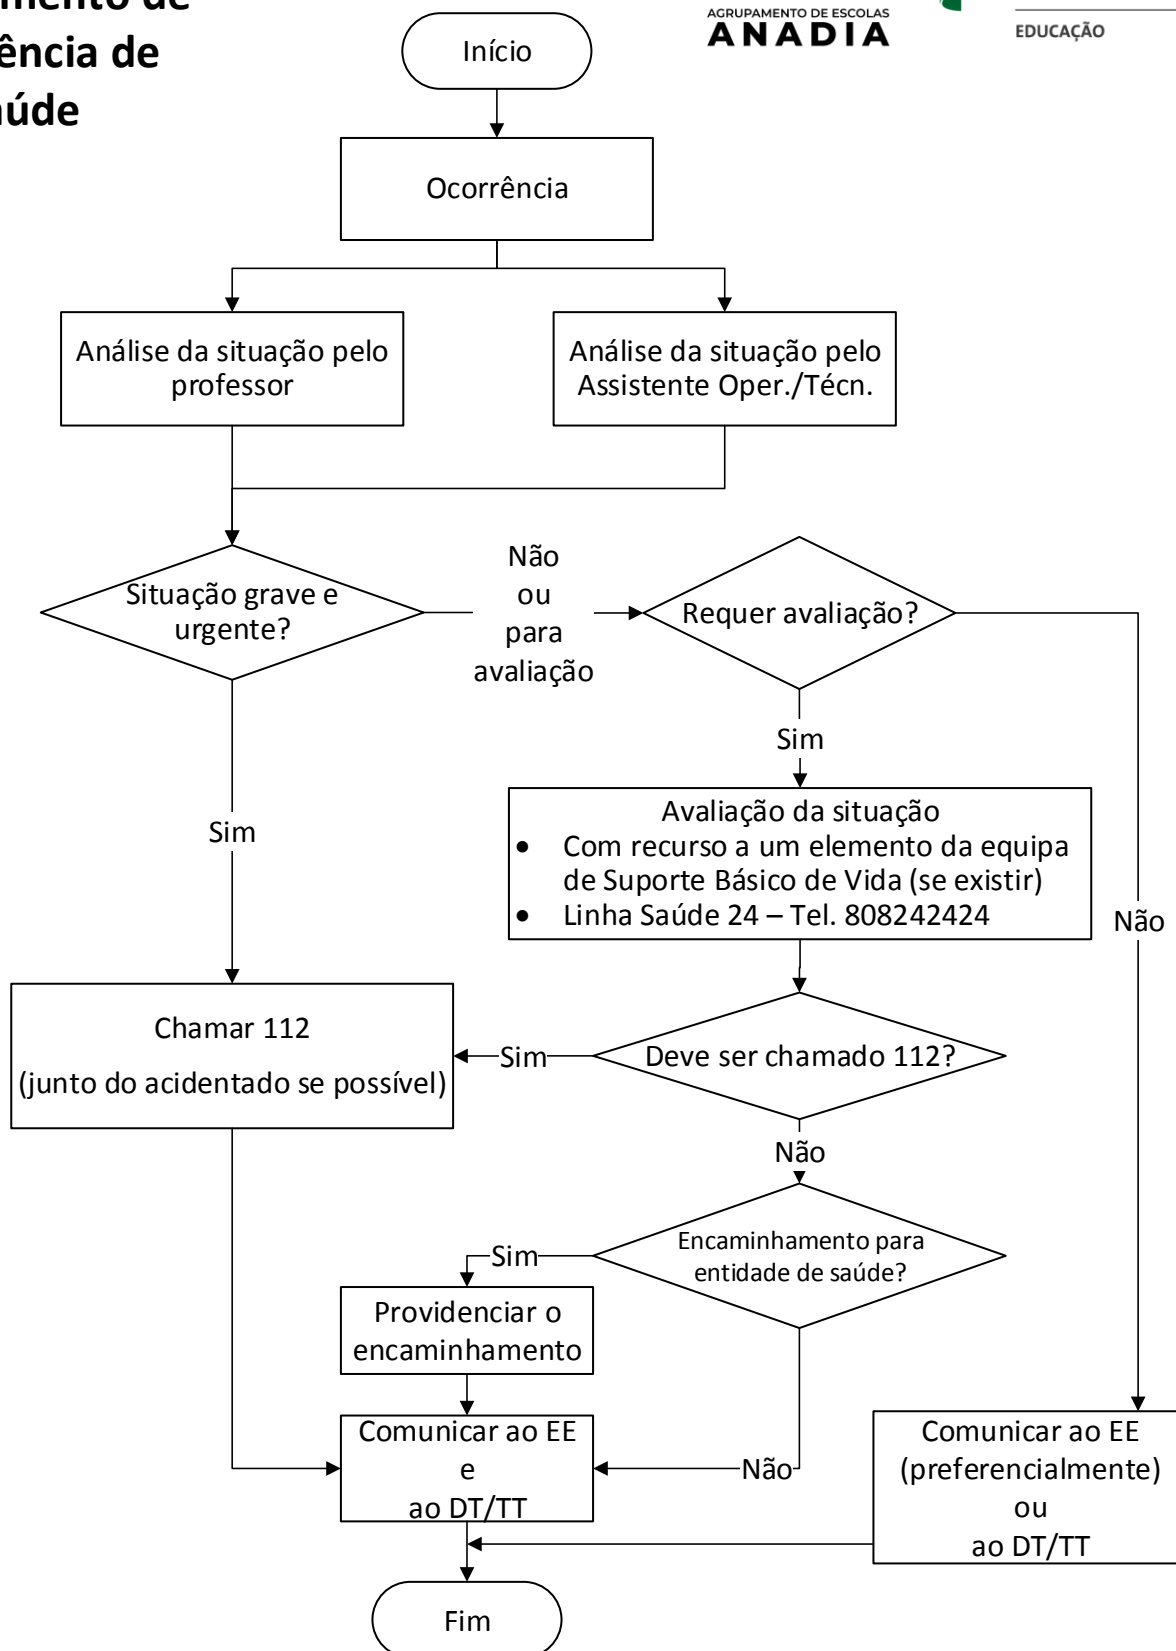 de
ência de
aúde
AGRUPAMENTO DE ESCOLAS
ANADIA
EDUCAÇÃO
Início
Ocorrência
Análise da situação pelo
professor
Análise da situação pelo
Assistente Oper./Técn.
Situação grave e
urgente?
Não
ou
para
avaliação
Requer avaliação?
Sim
Sim
Avaliação da situação
• Com recurso a um elemento da equipa
de Suporte Básico de Vida (se existir)
• Linha Saúde 24 – Tel. 808242424
Não
Chamar 112
(junto do acidentado se possível)
Sim
Deve ser chamado 112?
Não
Encaminhamento para
entidade de saúde?
Sim
Providenciar o
encaminhamento
Comunicar ao EE
e
ao DT/TT
Não
Comunicar ao EE
(preferencialmente)
ou
ao DT/TT
Fim